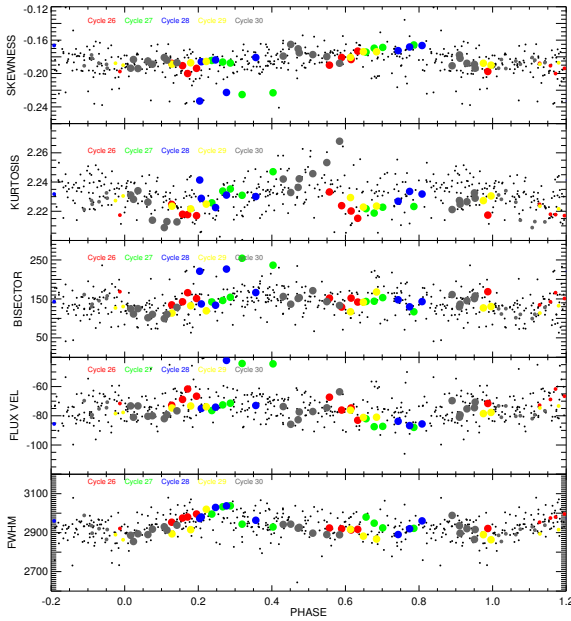 Cycle 26 Cycle 27 Cycle 28 Cycle 29 Cycle 30
SKEWNESS
-0.12
-0.16
-0.20
-0.24
Cycle 26 Cycle 27 Cycle 28 Cycle 29 Cycle 30
KURTOSIS
2.26
2.24
2.22
Cycle 26 Cycle 27 Cycle 28 Cycle 29 Cycle 30
BISECTOR
250
150
50
Cycle 26 Cycle 27 Cycle 28 Cycle 29 Cycle 30
FLUX VEL
-60
-80
-100
Cycle 26 Cycle 27 Cycle 28 Cycle 29 Cycle 30
FWHM
3100
2900
2700
-0.2 0.0 0.2 0.4 0.6 0.8 1.0 1.2
PHASE